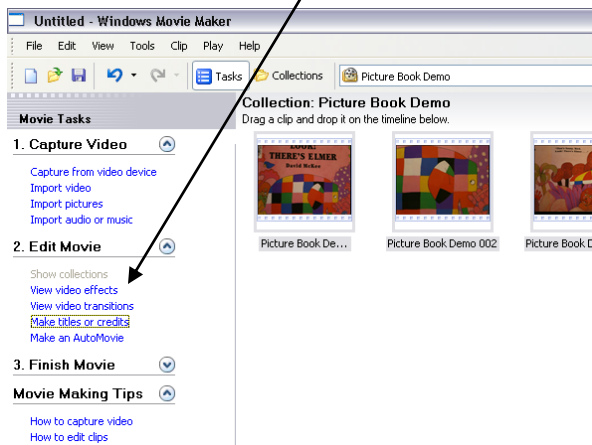 Untitled - Windows Movie Maker
File Edit View Tools Clip Play Help
Tasks Collections Picture Book Demo
Movie Tasks
Collection: Picture Book Demo
Drag a clip and drop it on the timeline below.
1. Capture Video
Capture from video device
Import video
Import pictures
Import audio or music
LOOK!
THERE'S ELMER
David McKee
Picture Book De...
Picture Book Demo 002
Picture Book D
2. Edit Movie
Show collections
View video effects
View video transitions
Make titles or credits
Make an AutoMovie
3. Finish Movie
Movie Making Tips
How to capture video
How to edit clips